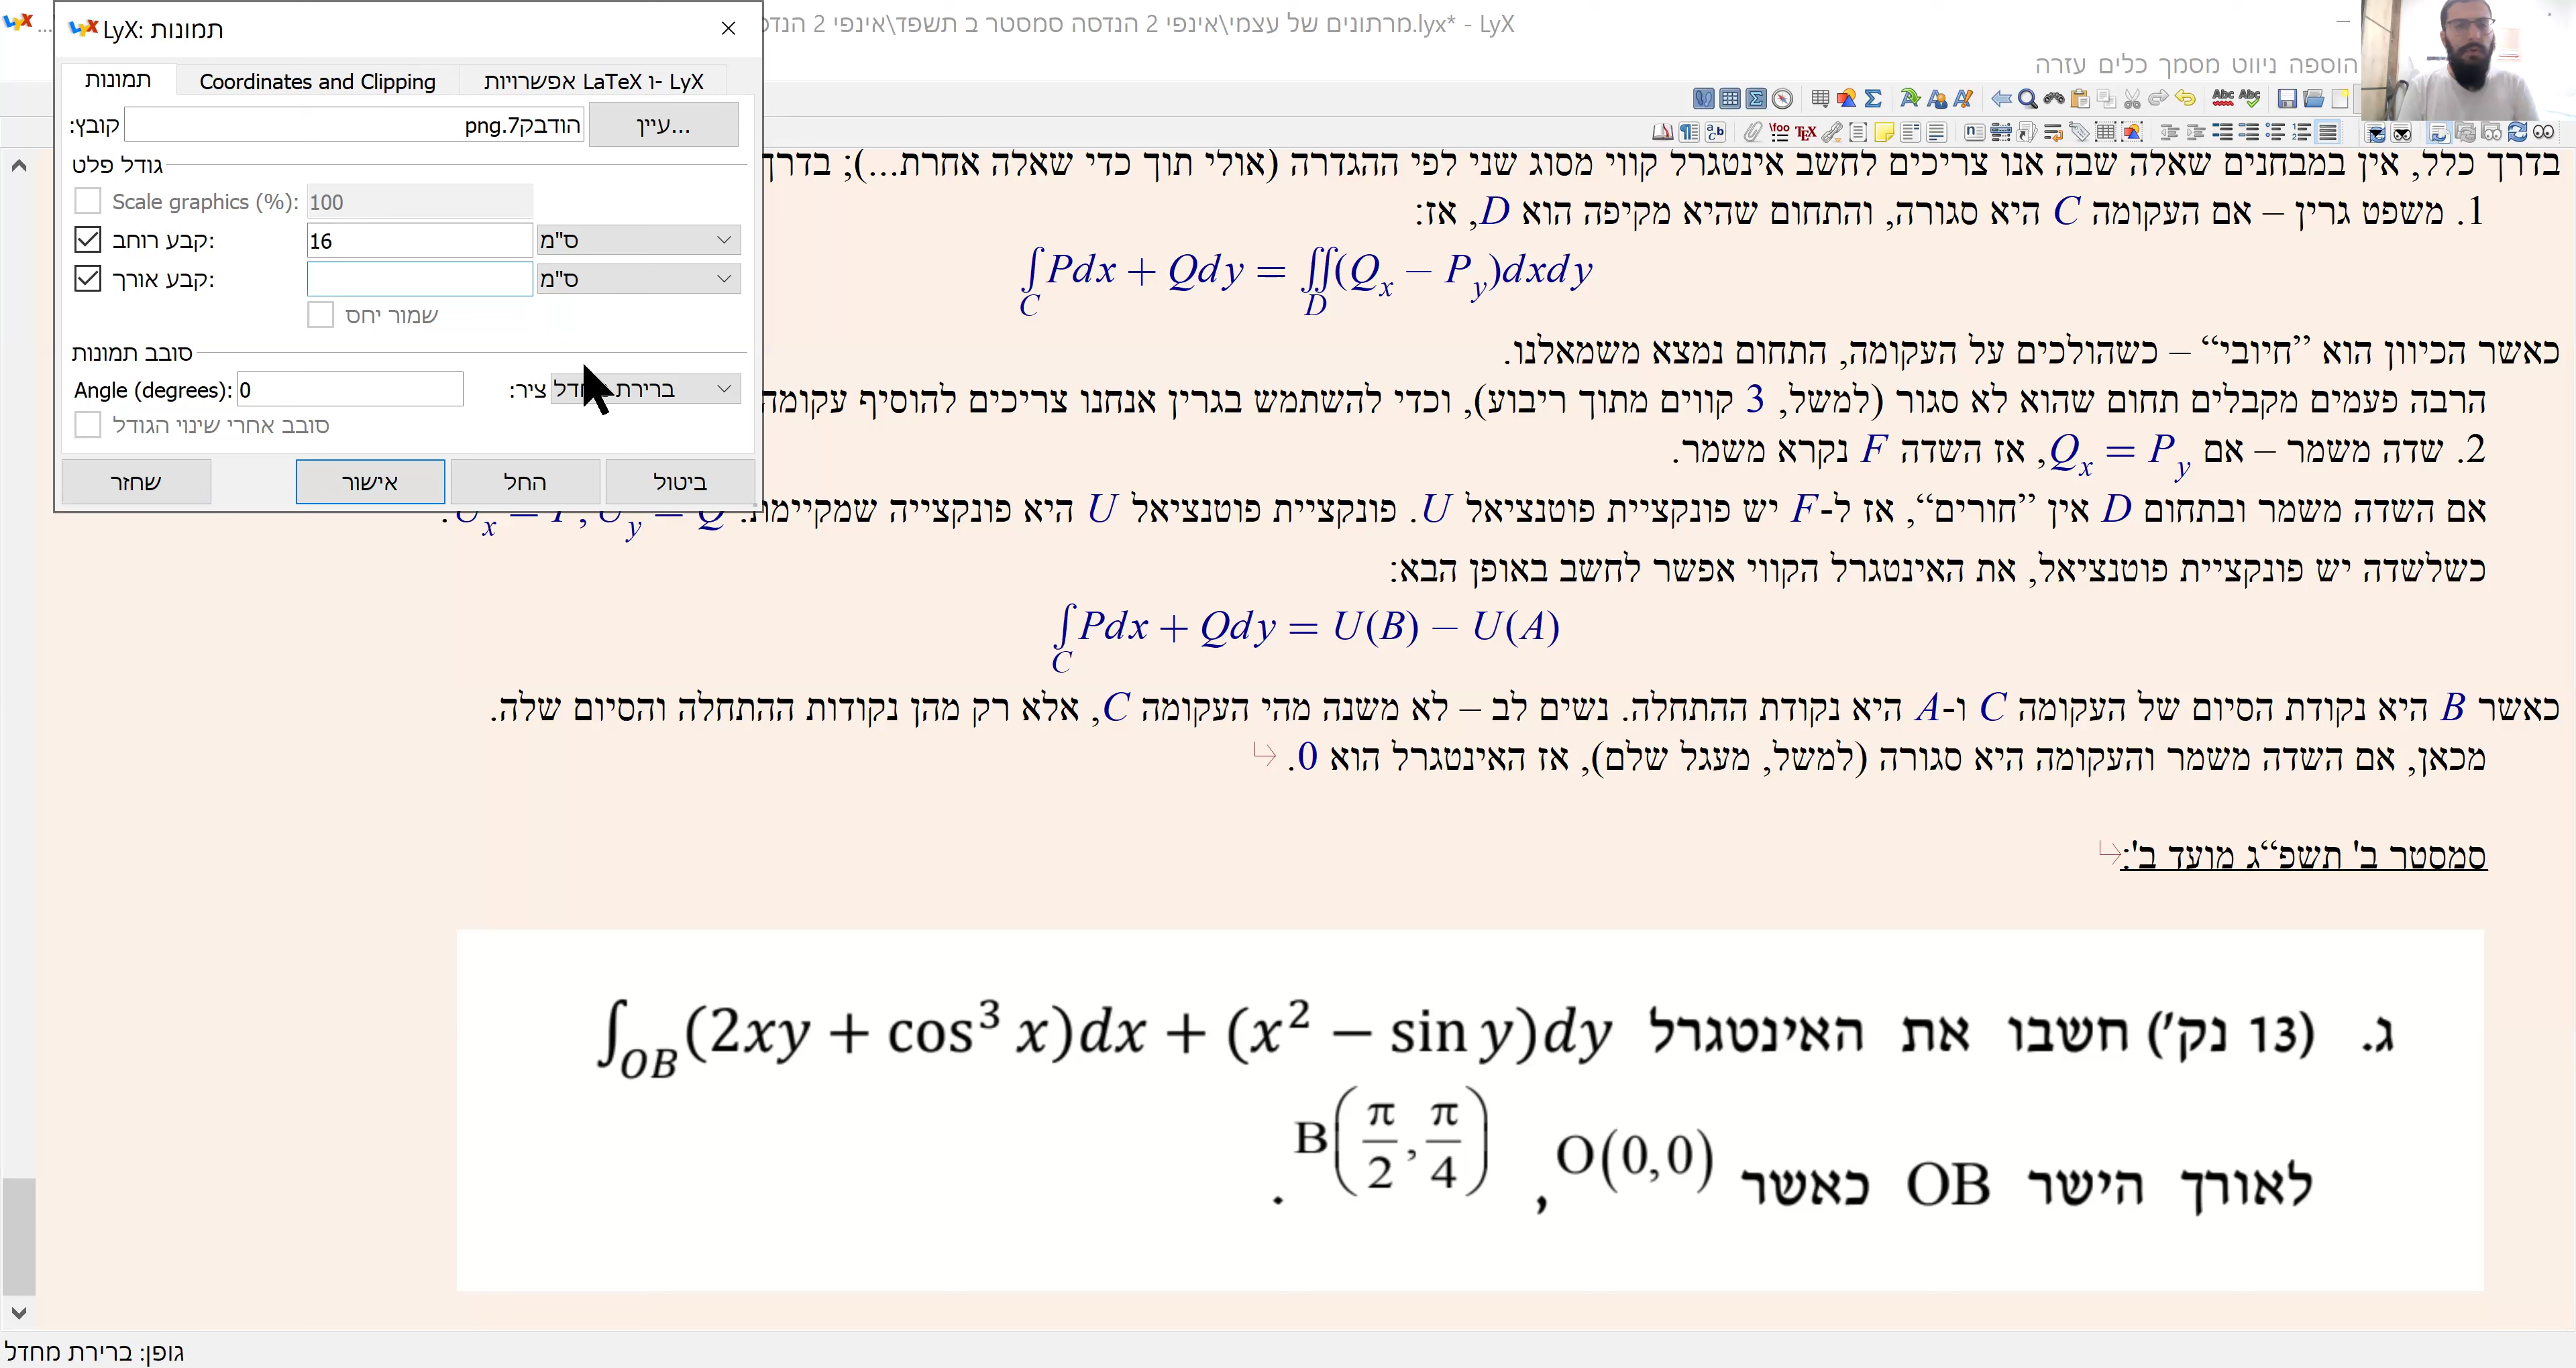 LyX: תמונות
מרתונים של עצמי\אינפי 2 הנדסה סמסטר ב תשפד\אינפי 2 הנדס.lyx* - LyX
תמונות
Coordinates and Clipping
אפשרויות LaTeX ו- LyX
הוספה ניווט מסמך כלים עזרה
קובץ:
הודבק7.png
עיין...
גודל פלט
Scale graphics (%): 100
קבע רוחב: 16 ס"מ
קבע אורך: ס"מ
שמור יחס
סובב תמונות
Angle (degrees): 0
ציר:
סובב אחרי שינוי הגודל
שחזר
אישור
החל
ביטול
בדרך כלל, אין במבחנים שאלה שבה אנו צריכים לחשב אינטגרל קווי מסוג שני לפי ההגדרה (אולי תוך כדי שאלה אחרת...); בדרך
1. משפט גרין – אם העקומה C היא סגורה, והתחום שהיא מקיפה הוא D, אז:
∫_C Pdx + Qdy = ∬_D (Q_x − P_y)dxdy
כאשר הכיוון הוא ”חיובי“ – כשהולכים על העקומה, התחום נמצא משמאלנו.
הרבה פעמים מקבלים תחום שהוא לא סגור (למשל, 3 קווים מתוך ריבוע), וכדי להשתמש בגרין אנחנו צריכים להוסיף עקומה
2. שדה משמר – אם Q_x = P_y, אז השדה F נקרא משמר.
אם השדה משמר ובתחום D אין ”חורים“, אז ל-F יש פונקציית פוטנציאל U. פונקציית פוטנציאל U היא פונקצייה שמקיימת: U_x = P, U_y = Q.
כשלשדה יש פונקציית פוטנציאל, את האינטגרל הקווי אפשר לחשב באופן הבא:
∫_C Pdx + Qdy = U(B) − U(A)
כאשר B היא נקודת הסיום של העקומה C ו-A היא נקודת ההתחלה. נשים לב – לא משנה מהי העקומה C, אלא רק מהן נקודות ההתחלה והסיום שלה.
מכאן, אם השדה משמר והעקומה היא סגורה (למשל, מעגל שלם), אז האינטגרל הוא 0.
סמסטר ב' תשפ“ג מועד ב':
ג. (13 נק') חשבו את האינטגרל ∫_{OB}(2xy + cos³ x)dx + (x² − sin y)dy
לאורך הישר OB כאשר O(0,0) , B(π/2, π/4) .
גופן: ברירת מחדל